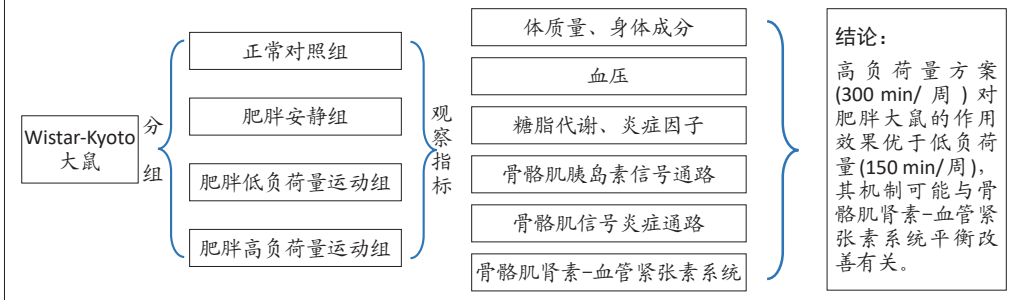 Wistar-Kyoto
大鼠
分
组
正常对照组
肥胖安静组
肥胖低负荷量运动组
肥胖高负荷量运动组
观
察
指
标
体质量、身体成分
血压
糖脂代谢、炎症因子
骨骼肌胰岛素信号通路
骨骼肌信号炎症通路
骨骼肌肾素-血管紧张素系统
结论：
高负荷量方案
(300 min/ 周 ) 对
肥胖大鼠的作用
效果优于低负荷
量(150 min/周)，
其机制可能与骨
骼肌肾素-血管紧
张素系统平衡改
善有关。